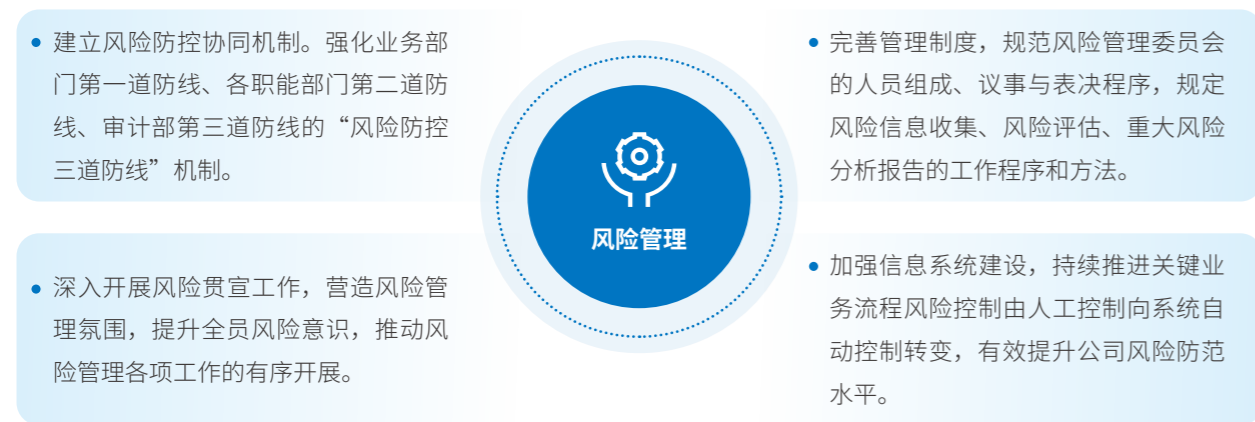 建立风险防控协同机制。强化业务部
门第一道防线、各职能部门第二道防
线、审计部第三道防线的“风险防控
三道防线”机制。
深入开展风险贯宣工作，营造风险管
理氛围，提升全员风险意识，推动风
险管理各项工作的有序开展。
风险管理
完善管理制度，规范风险管理委员会
的人员组成、议事与表决程序，规定
风险信息收集、风险评估、重大风险
分析报告的工作程序和方法。
加强信息系统建设，持续推进关键业
务流程风险控制由人工控制向系统自
动控制转变，有效提升公司风险防范
水平。